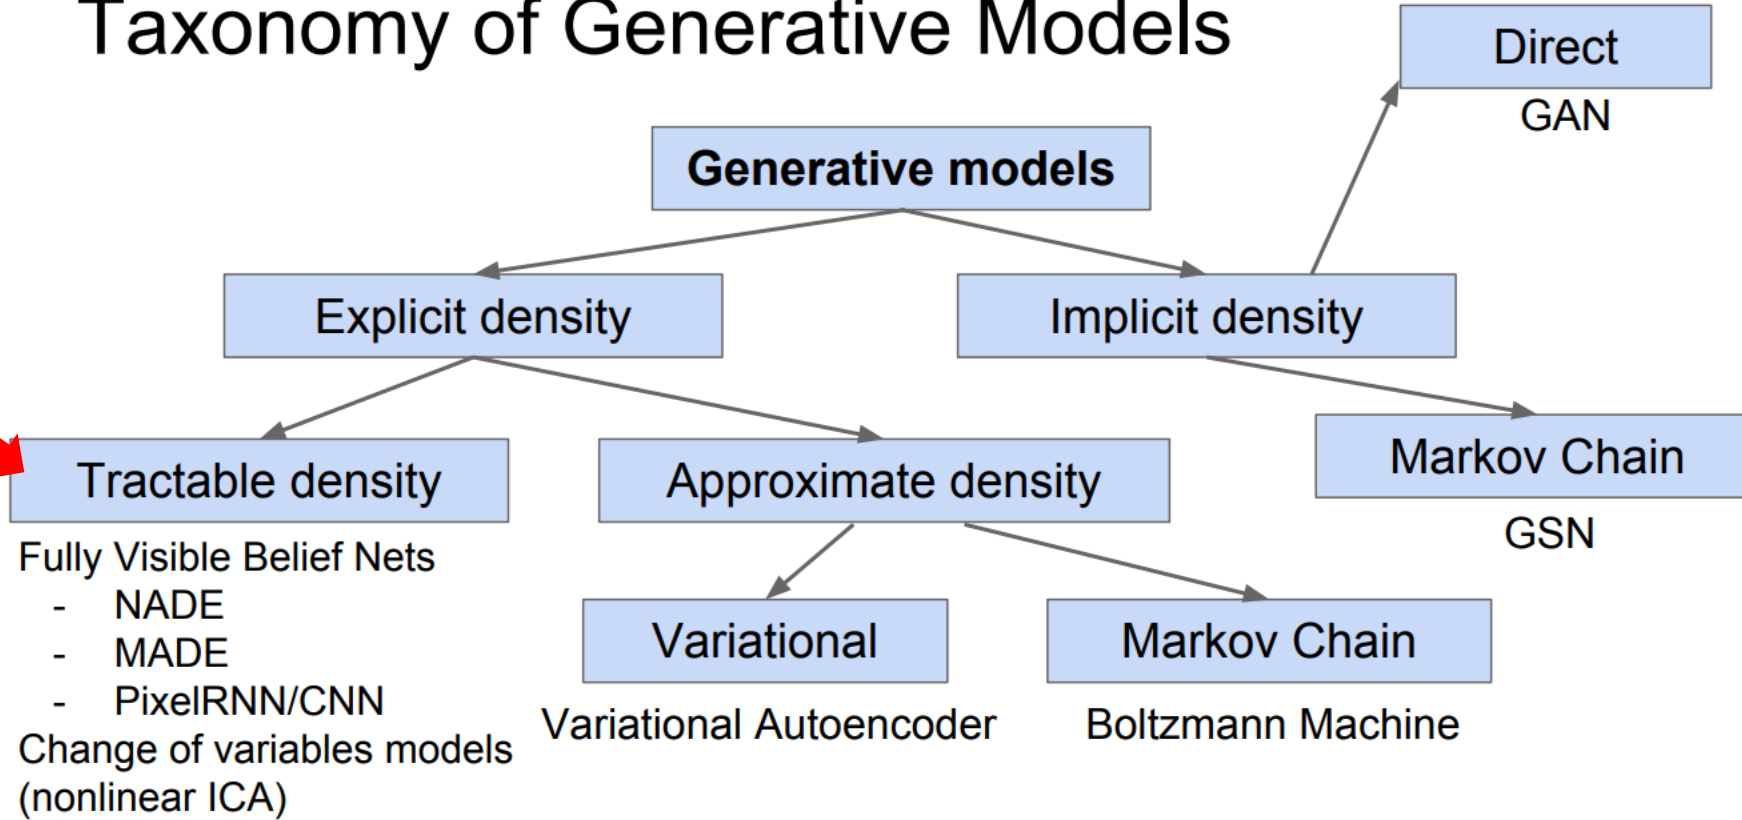 Taxonomy of Generative Models
Direct
GAN
Generative models
Explicit density
Implicit density
Tractable density
Approximate density
Markov Chain
GSN
Fully Visible Belief Nets
- NADE
- MADE
- PixelRNN/CNN
Change of variables models
(nonlinear ICA)
Variational
Markov Chain
Variational Autoencoder
Boltzmann Machine